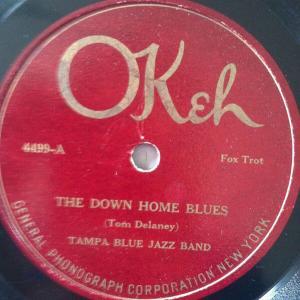 OKeh
4499-A
Fox Trot
THE DOWN HOME BLUES
(Tom Delaney)
TAMPA BLUE JAZZ BAND
GENERAL PHONOGRAPH CORPORATION NEW YORK